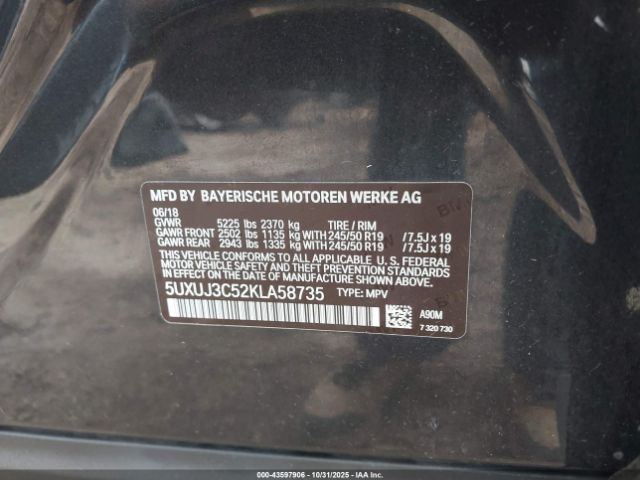 MFD BY BAYERISCHE MOTOREN WERKE AG
06/18
GVWR 5225 lbs 2370 kg TIRE / RIM
GAWR FRONT 2502 lbs 1135 kg WITH 245/50 R19 /7.5J x 19
GAWR REAR 2943 lbs 1335 kg WITH 245/50 R19 /7.5J x 19
THIS VEHICLE CONFORMS TO ALL APPLICABLE U. S. FEDERAL
MOTOR VEHICLE SAFETY, BUMPER, AND THEFT PREVENTION
STANDARDS IN EFFECT ON THE DATE OF MANUFACTURE SHOWN ABOVE.
5UXUJ3C52KLA58735 TYPE: MPV
A90M
7 320 730
000-43597906 - 10/31/2025 - IAAI.COM